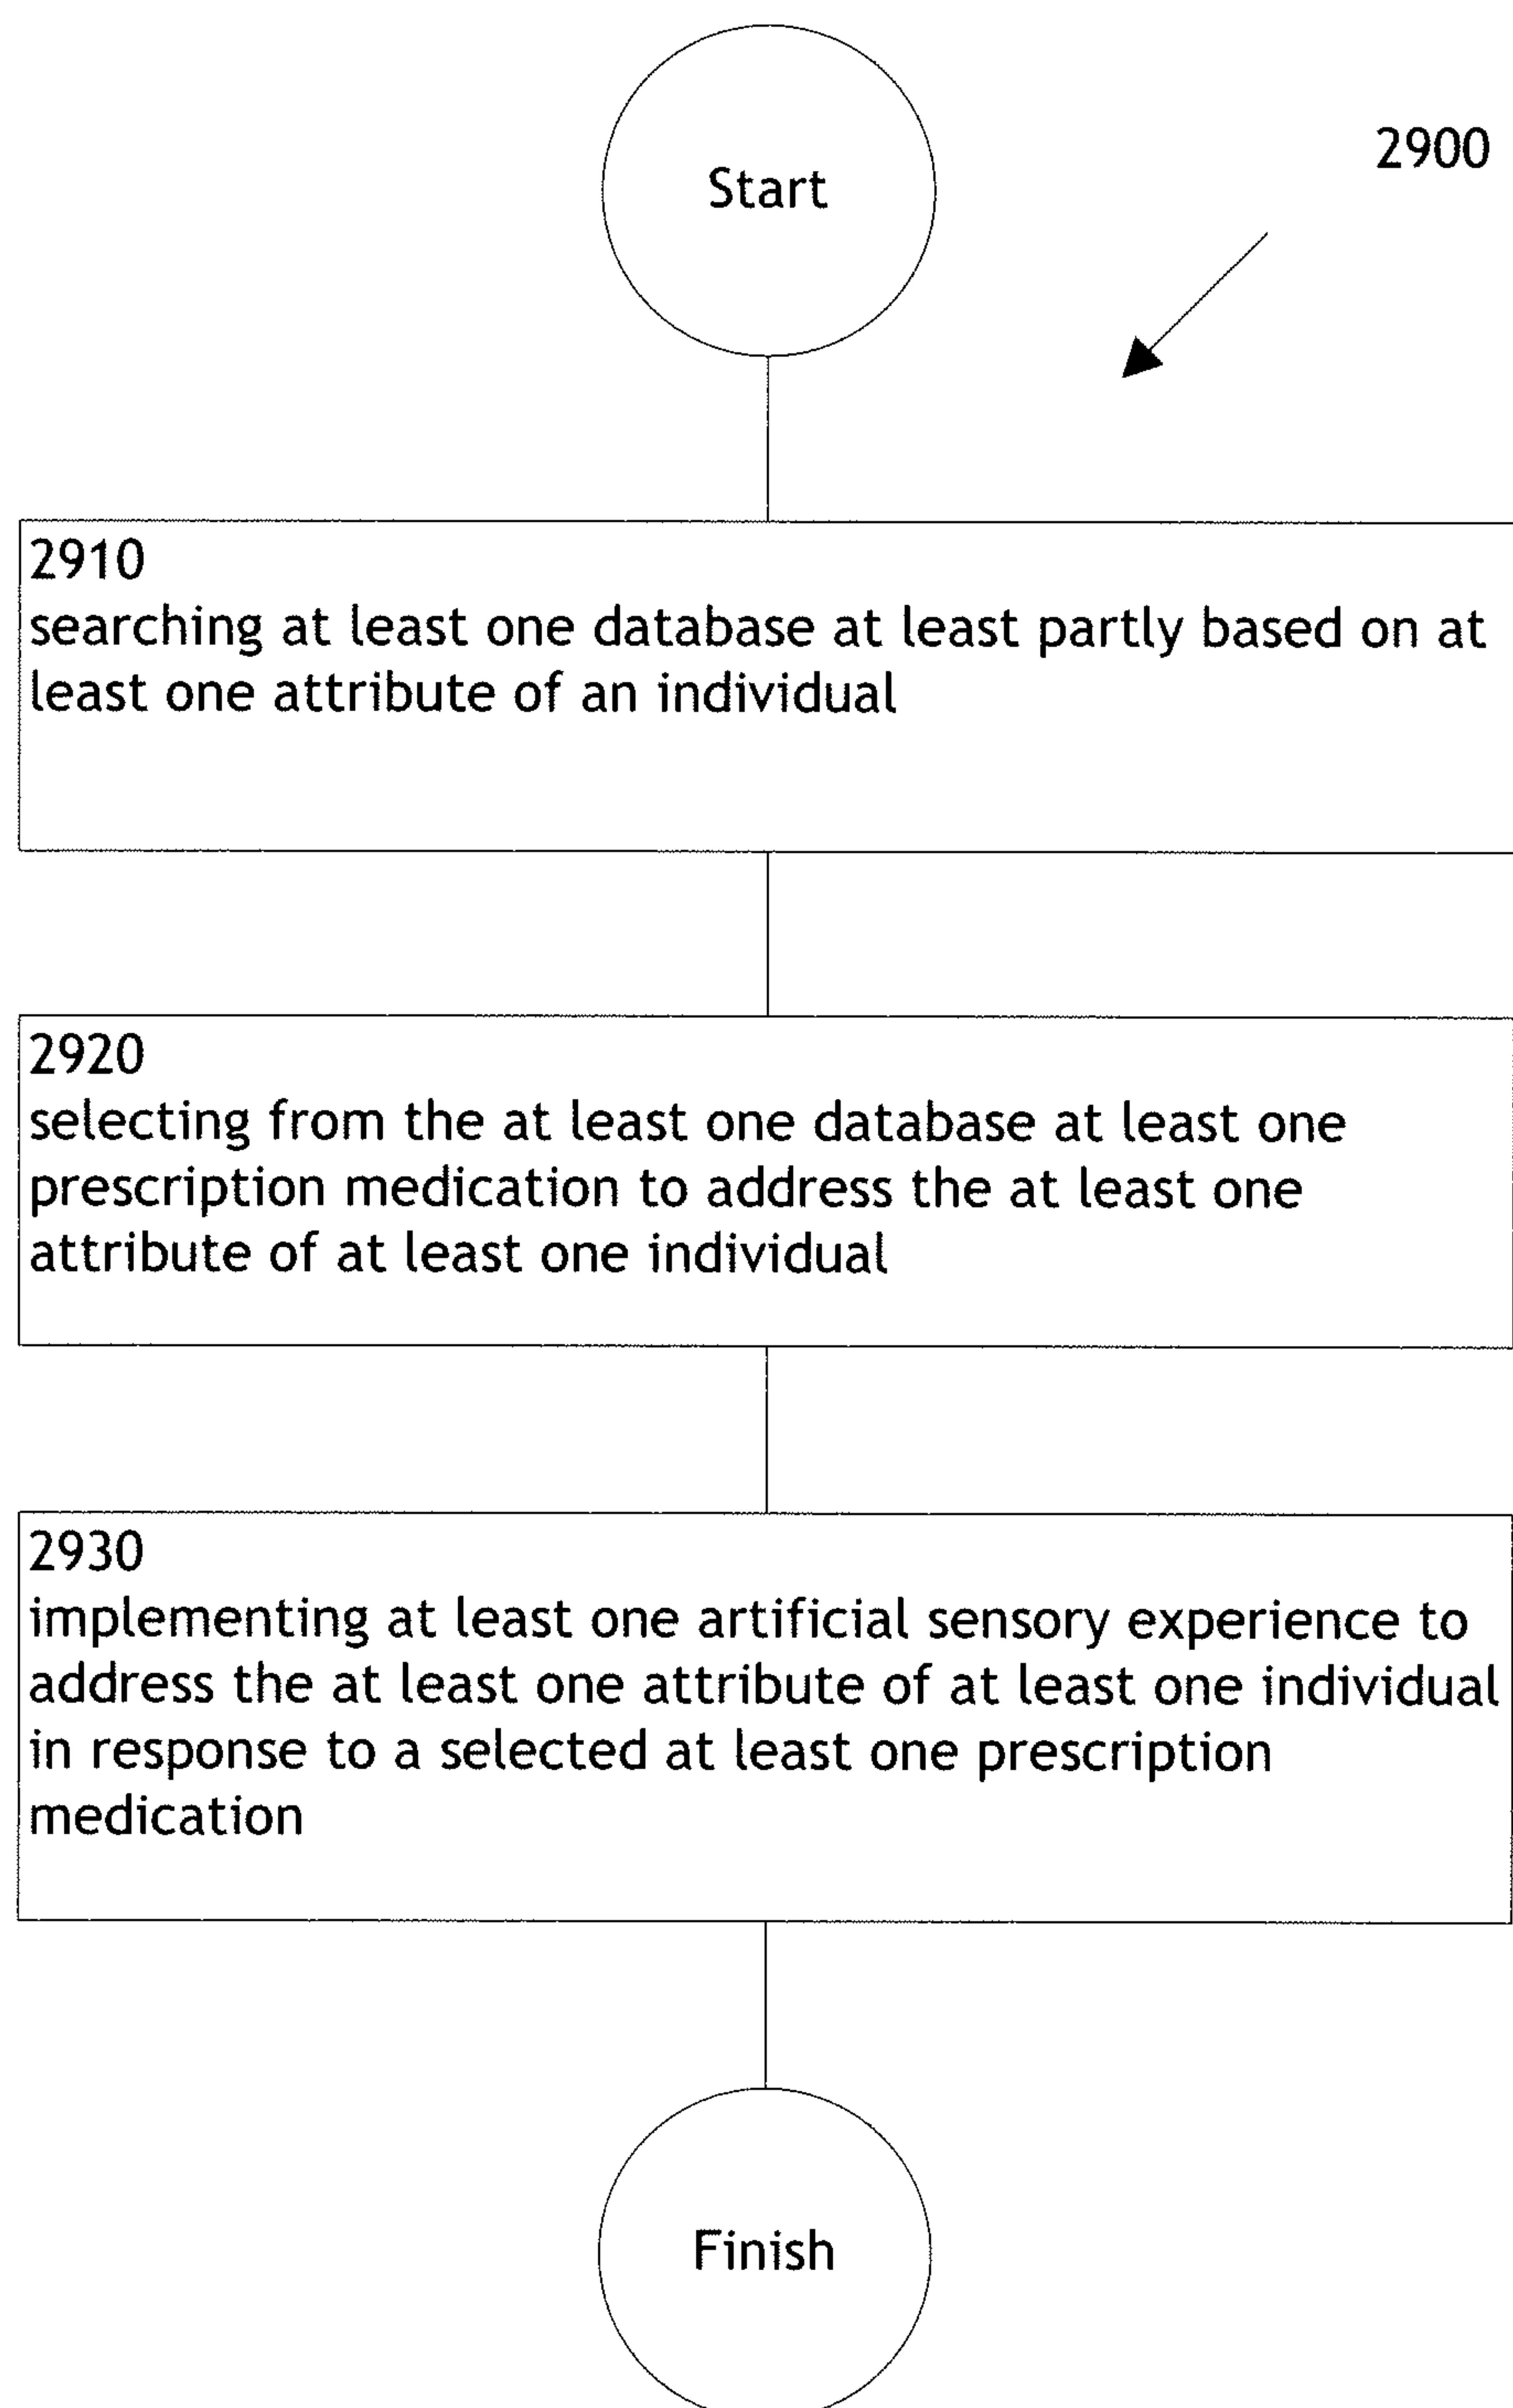 Start
2900
2910
searching at least one database at least partly based on at
least one attribute of an individual
2920
selecting from the at least one database at least one
prescription medication to address the at least one
attribute of at least one individual
2930
implementing at least one artificial sensory experience to
address the at least one attribute of at least one individual
in response to a selected at least one prescription
medication
Finish